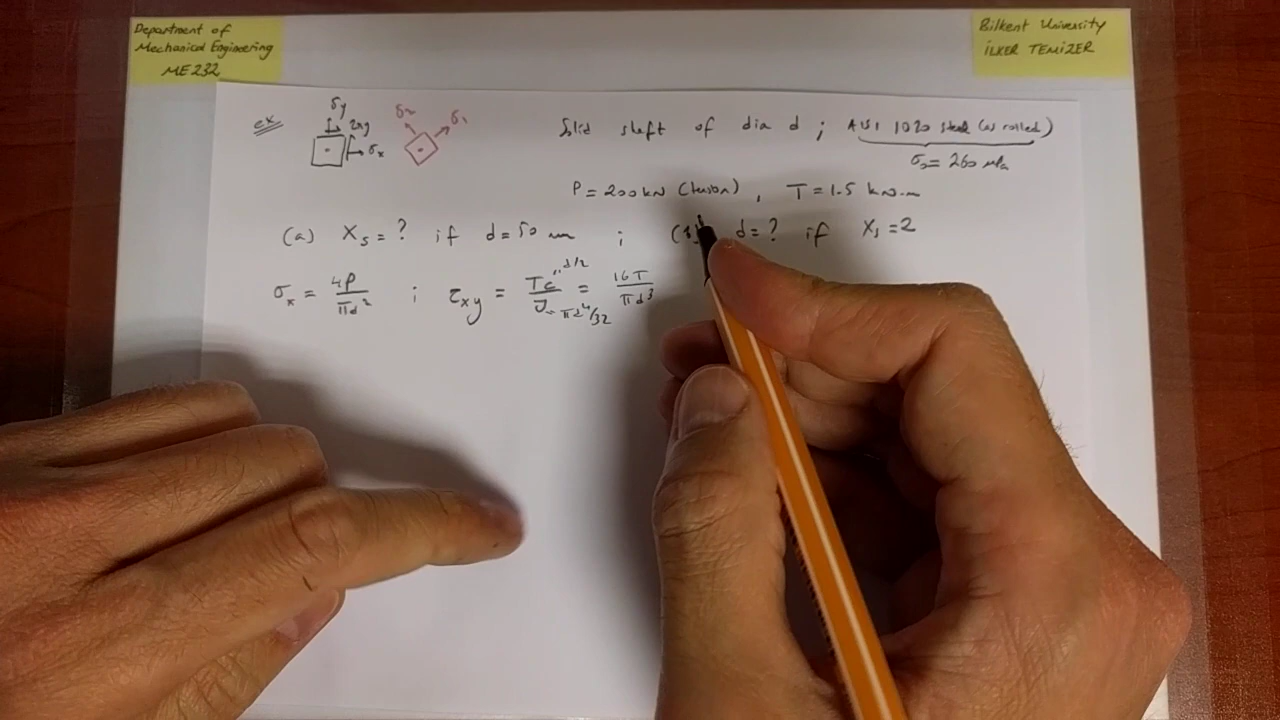 Department of
Mechanical Engineering
ME232
Bilkent University
İLKER TEMİZER
ex
σy
τxy
σx
σ2
σ1
Solid shaft of dia d ; AISI 1020 steel (as rolled)
σo = 260 MPa
P = 200 kN (tension) , T = 1.5 kN-m
(a) Xs = ? if d = 50 mm ; d = ? if Xs = 2
σx = 4P/πd² ; τxy = Tc/J = 16T/πd³
d/2
πd⁴/32